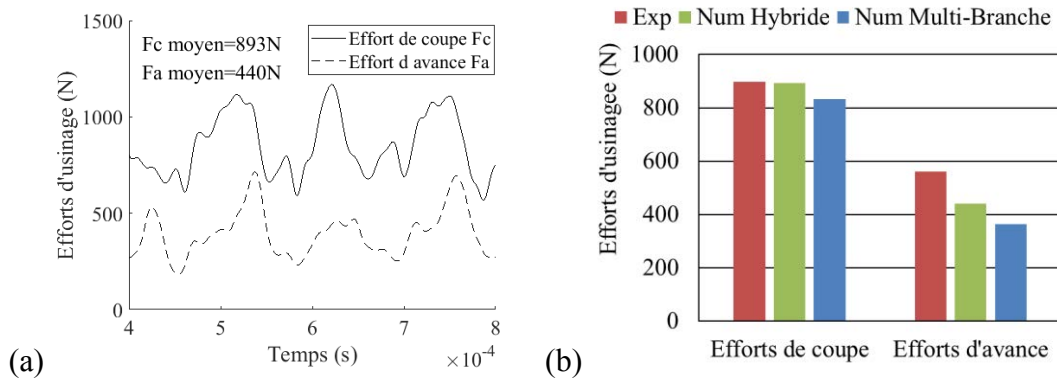 Fc moyen=893N
Fa moyen=440N
Effort de coupe Fc
Effort d avance Fa
Efforts d'usinage (N)
1500
1000
500
0
4
5
6
7
8
Temps (s)
×10⁻⁴
(a)
Exp
Num Hybride
Num Multi-Branche
Efforts d'usinagee (N)
1000
800
600
400
200
0
Efforts de coupe
Efforts d'avance
(b)